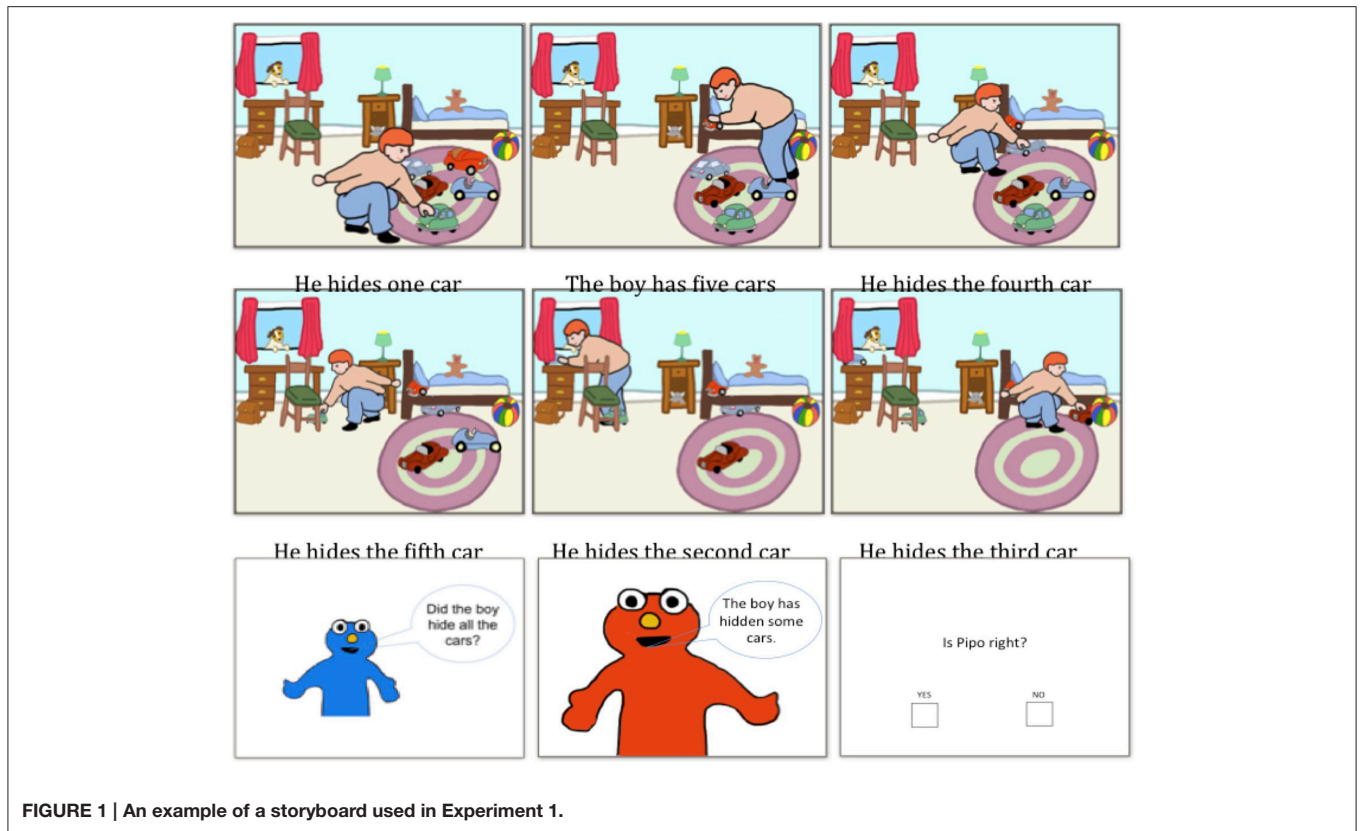 He hides one car
The boy has five cars
He hides the fourth car
He hides the fifth car
He hides the second car
He hides the third car
Did the boy
hide all the
cars?
The boy has
hidden some
cars.
Is Pipo right?
YES
NO
FIGURE 1 | An example of a storyboard used in Experiment 1.